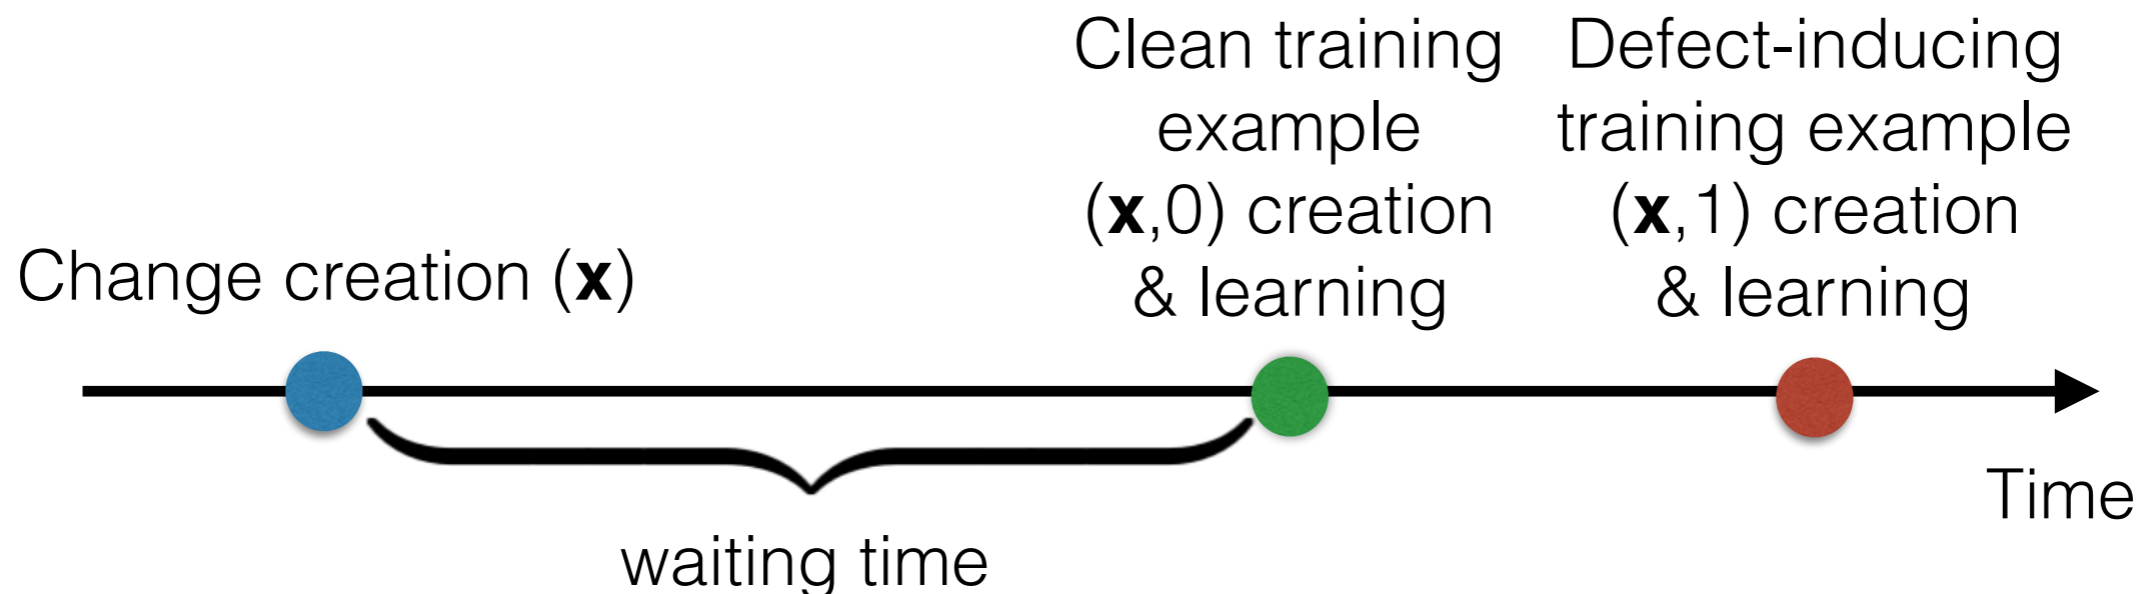 Change creation (x)
Clean training
example
(x,0) creation
& learning
Defect-inducing
training example
(x,1) creation
& learning
waiting time
Time